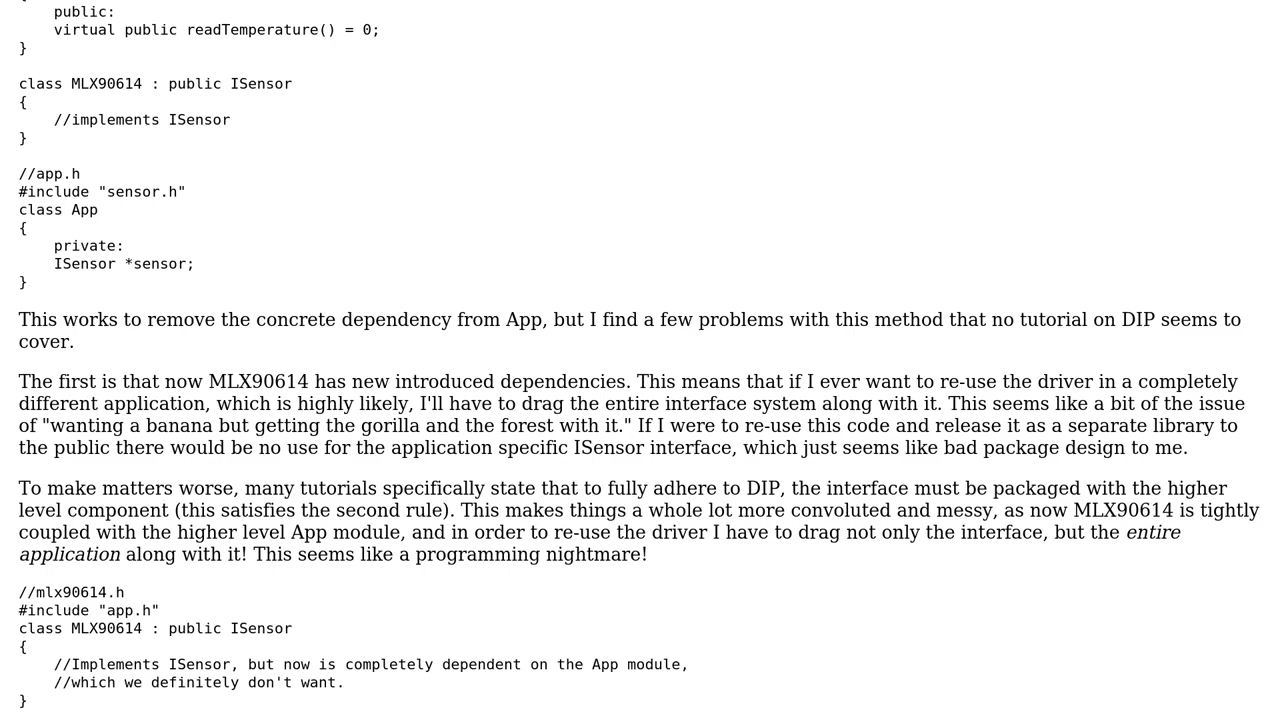 {
    public:
    virtual public readTemperature() = 0;
}
class MLX90614 : public ISensor
{
    //implements ISensor
}
//app.h
#include "sensor.h"
class App
{
    private:
    ISensor *sensor;
}
This works to remove the concrete dependency from App, but I find a few problems with this method that no tutorial on DIP seems to
cover.
The first is that now MLX90614 has new introduced dependencies. This means that if I ever want to re-use the driver in a completely
different application, which is highly likely, I'll have to drag the entire interface system along with it. This seems like a bit of the issue
of "wanting a banana but getting the gorilla and the forest with it." If I were to re-use this code and release it as a separate library to
the public there would be no use for the application specific ISensor interface, which just seems like bad package design to me.
To make matters worse, many tutorials specifically state that to fully adhere to DIP, the interface must be packaged with the higher
level component (this satisfies the second rule). This makes things a whole lot more convoluted and messy, as now MLX90614 is tightly
coupled with the higher level App module, and in order to re-use the driver I have to drag not only the interface, but the entire
application along with it! This seems like a programming nightmare!
//mlx90614.h
#include "app.h"
class MLX90614 : public ISensor
{
    //Implements ISensor, but now is completely dependent on the App module,
    //which we definitely don't want.
}